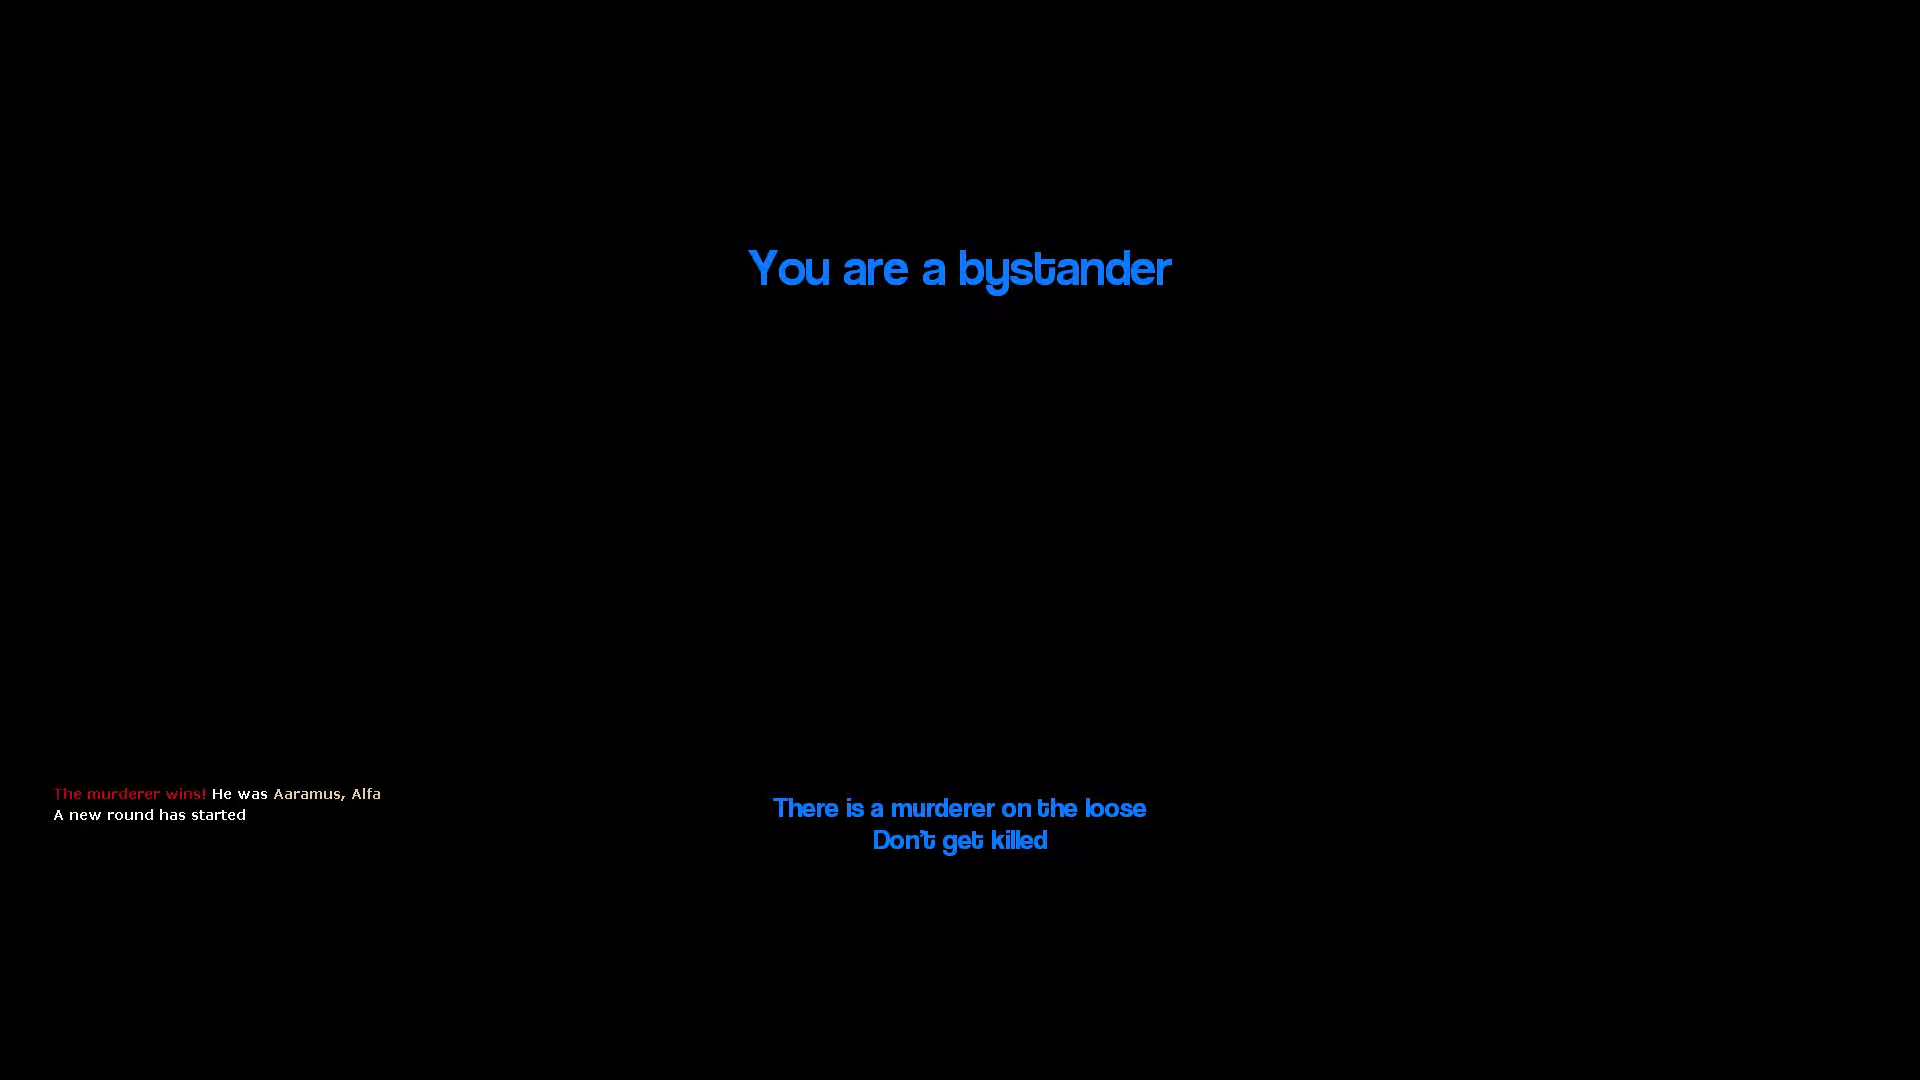 You are a bystander
The murderer wins! He was Aaramus, Alfa
A new round has started
There is a murderer on the loose
Don't get killed